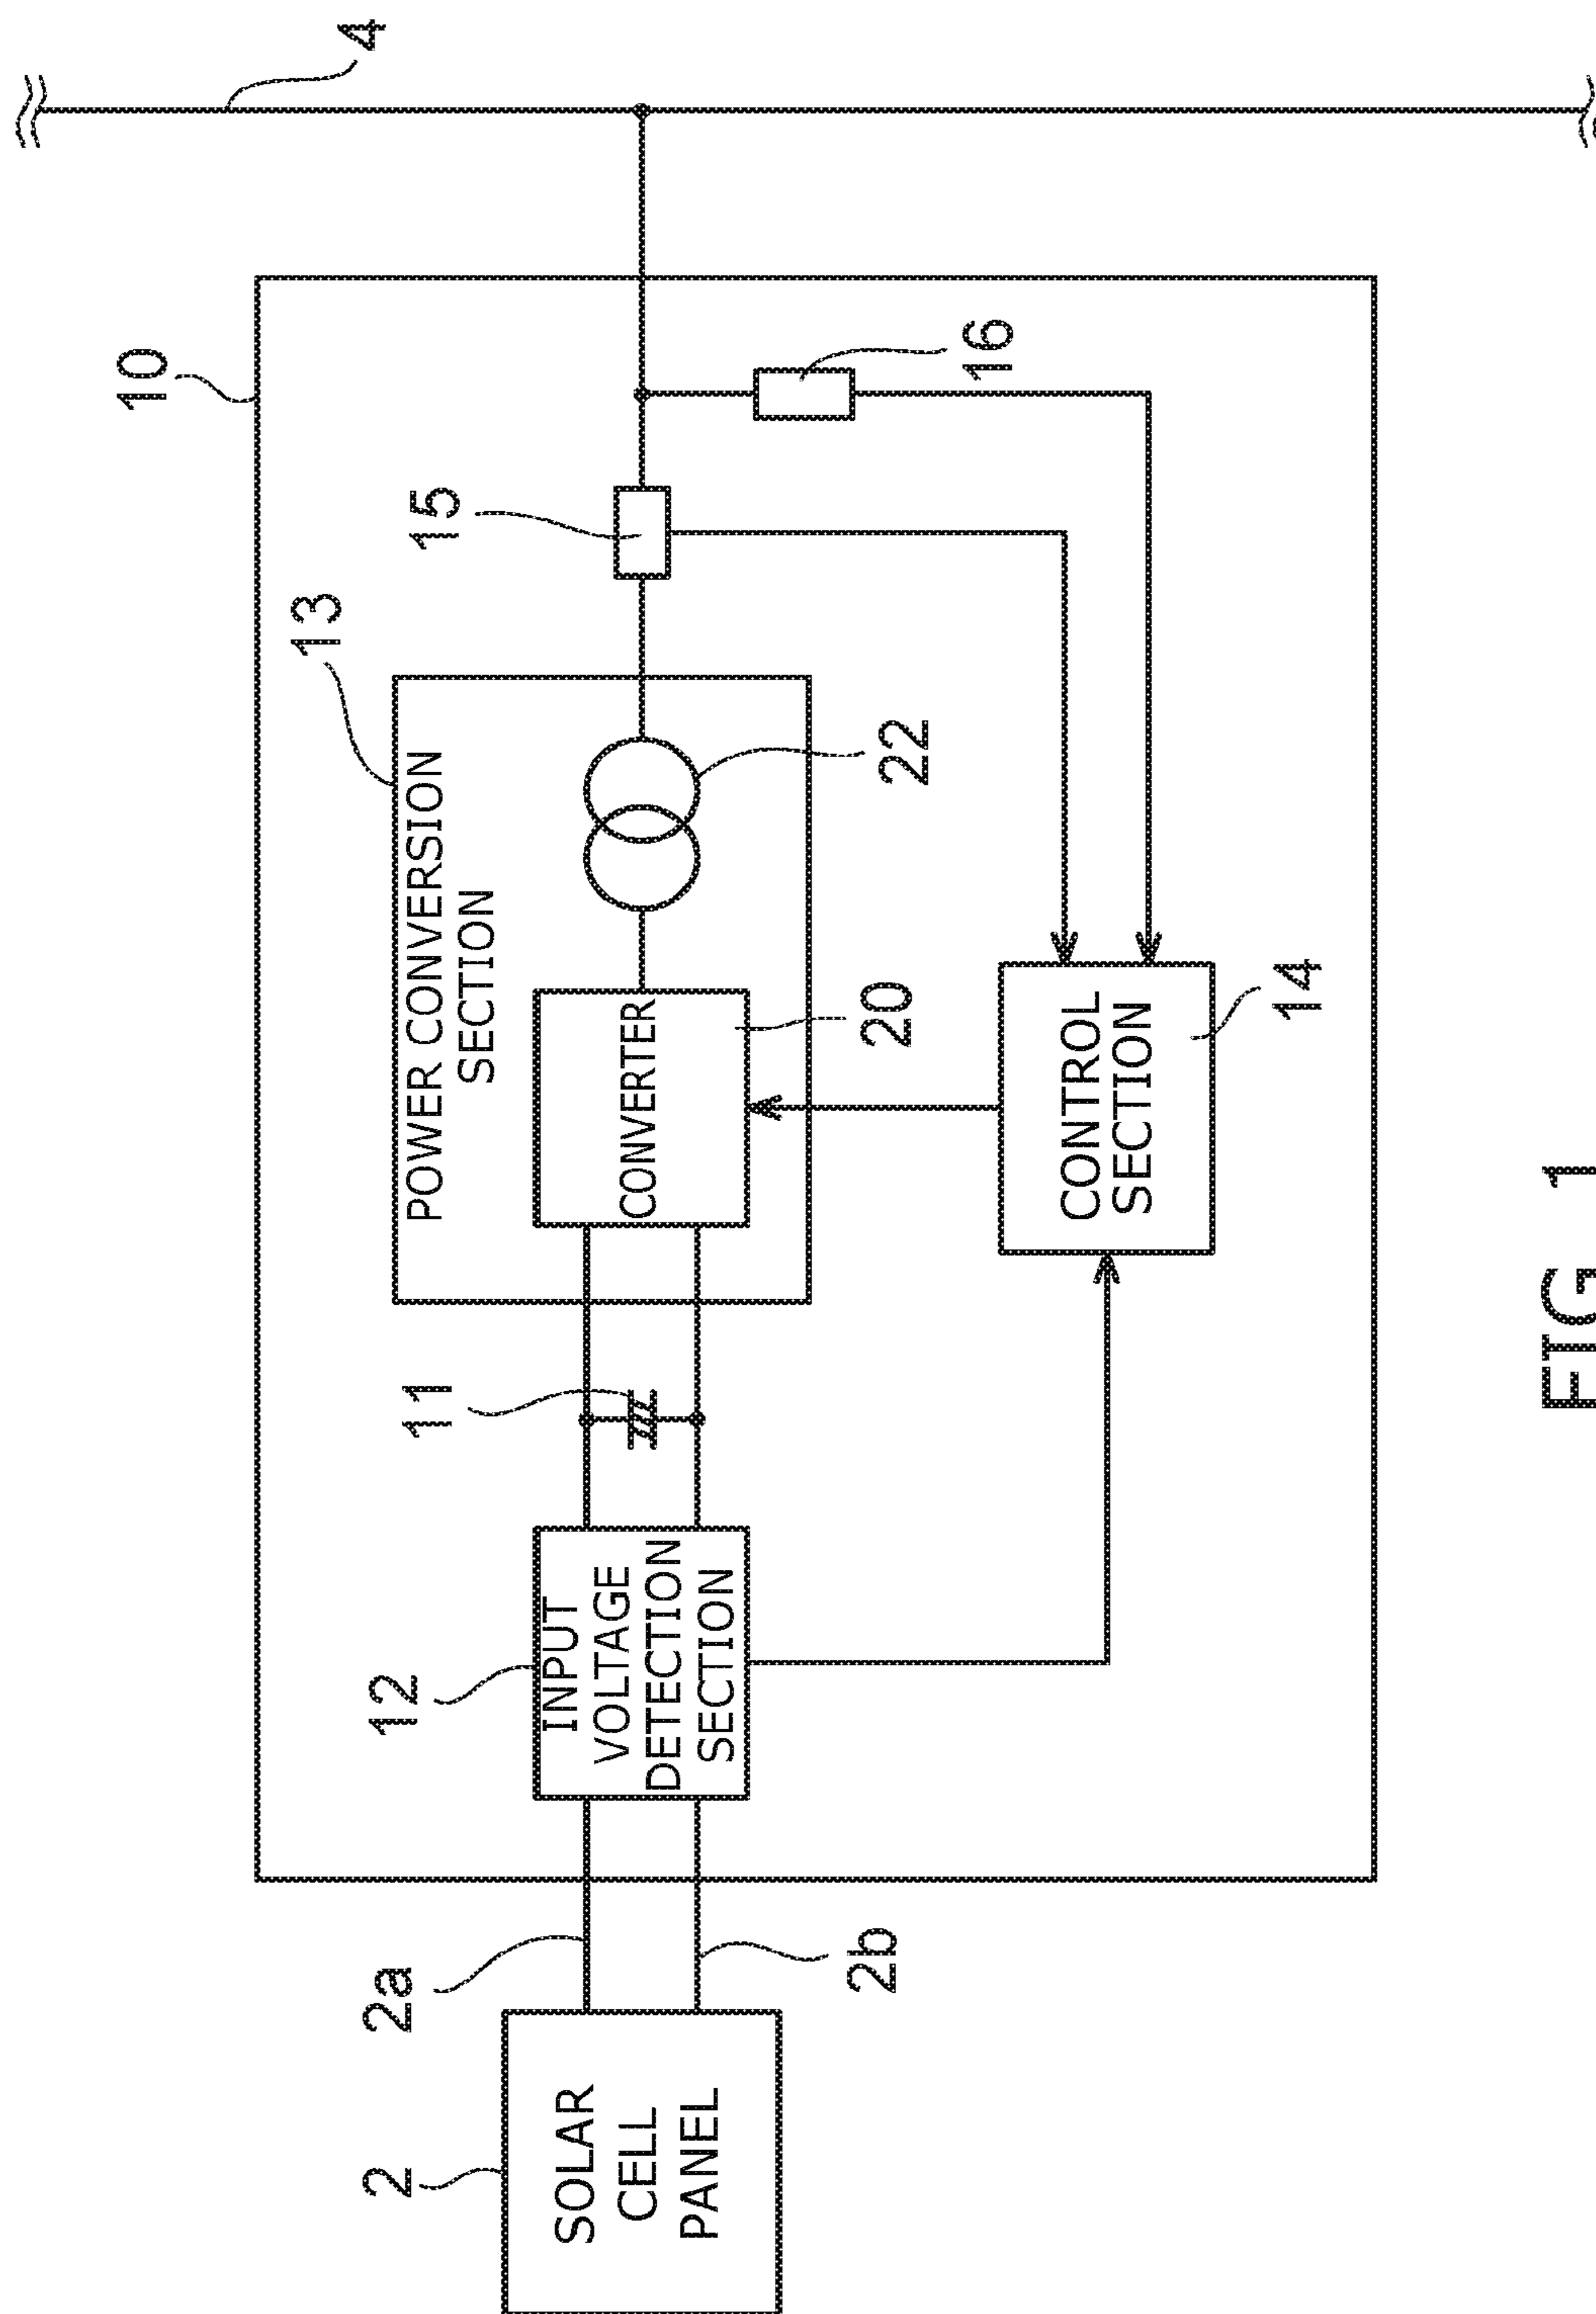 4
10
16
15
13
POWER CONVERSION
SECTION
22
CONVERTER
20
CONTROL
SECTION
14
11
12
INPUT
VOLTAGE
DETECTION
SECTION
2a
2b
2
SOLAR
CELL
PANEL
FIG. 1